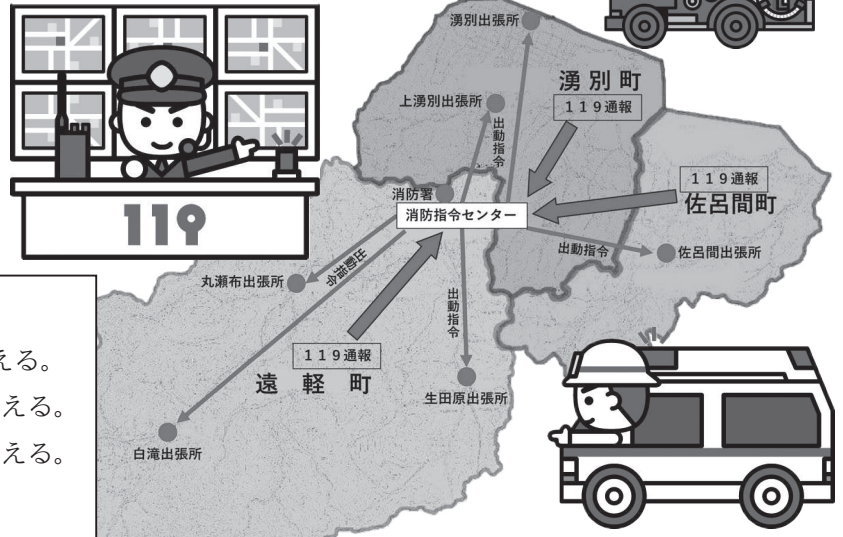 湧別出張所
湧別町
119通報
上湧別出張所
出動指令
119通報
佐呂間町
消防署
消防指令センター
出動指令
佐呂間出張所
丸瀬布出張所
出動指令
出動指令
119通報
遠軽町
生田原出張所
白滝出張所
119
える。
える。
える。